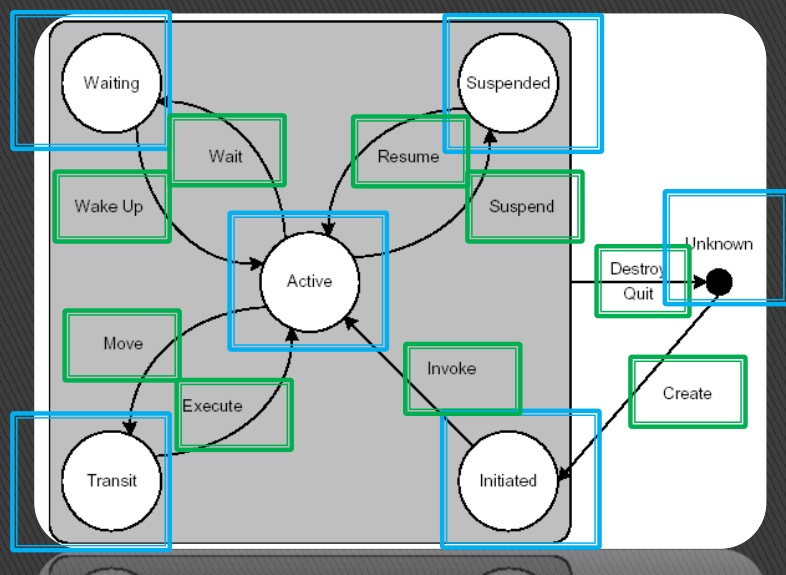 Waiting
Suspended
Wait
Resume
Wake Up
Suspend
Unknown
Active
Destroy
Quit
Move
Invoke
Execute
Create
Transit
Initiated